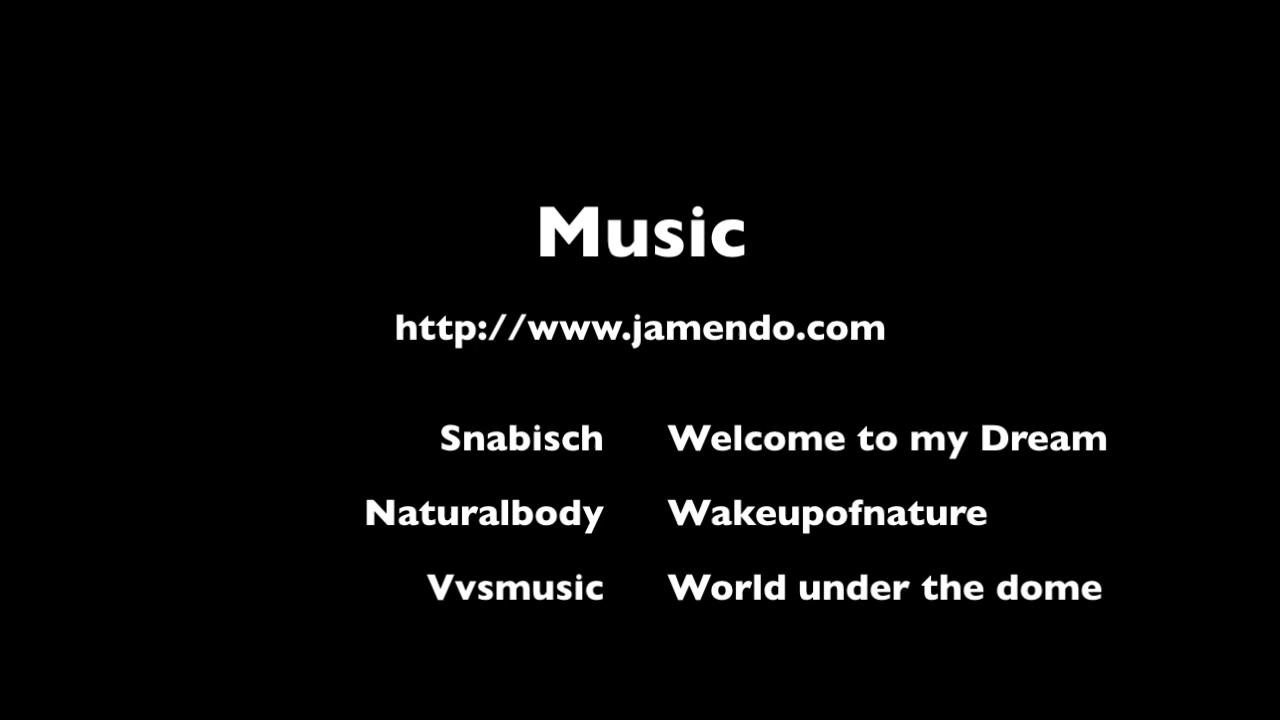 Music
http://www.jamendo.com
Snabisch Welcome to my Dream
Naturalbody Wakeupofnature
Vvsmusic World under the dome